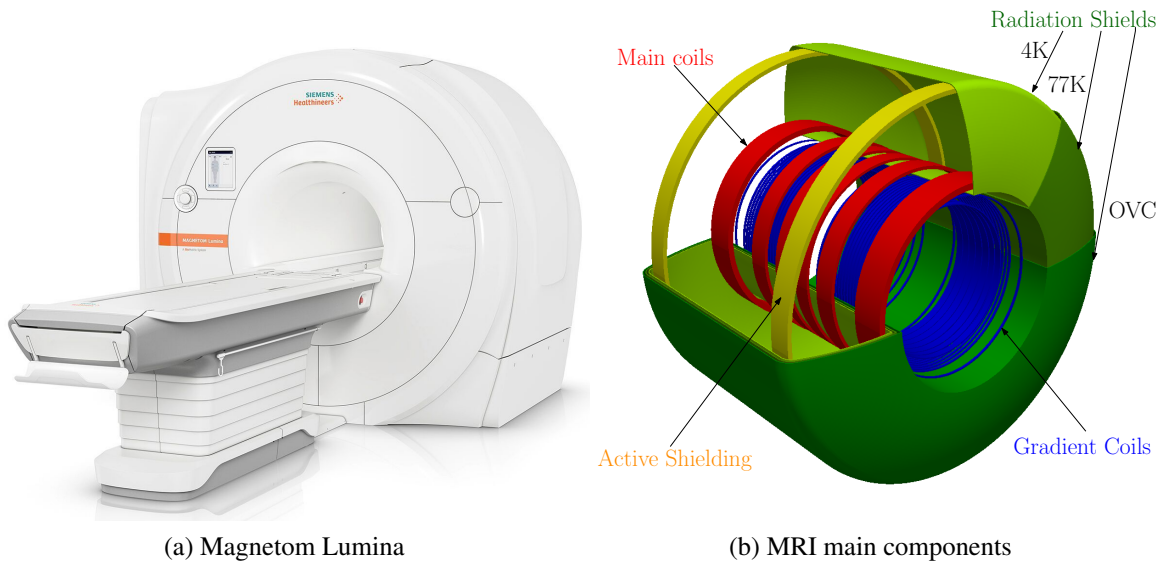 SIEMENS
Healthineers
MAGNETOM Lumina
(a) Magnetom Lumina
Radiation Shields
Main coils
4K
77K
OVC
Active Shielding
Gradient Coils
(b) MRI main components